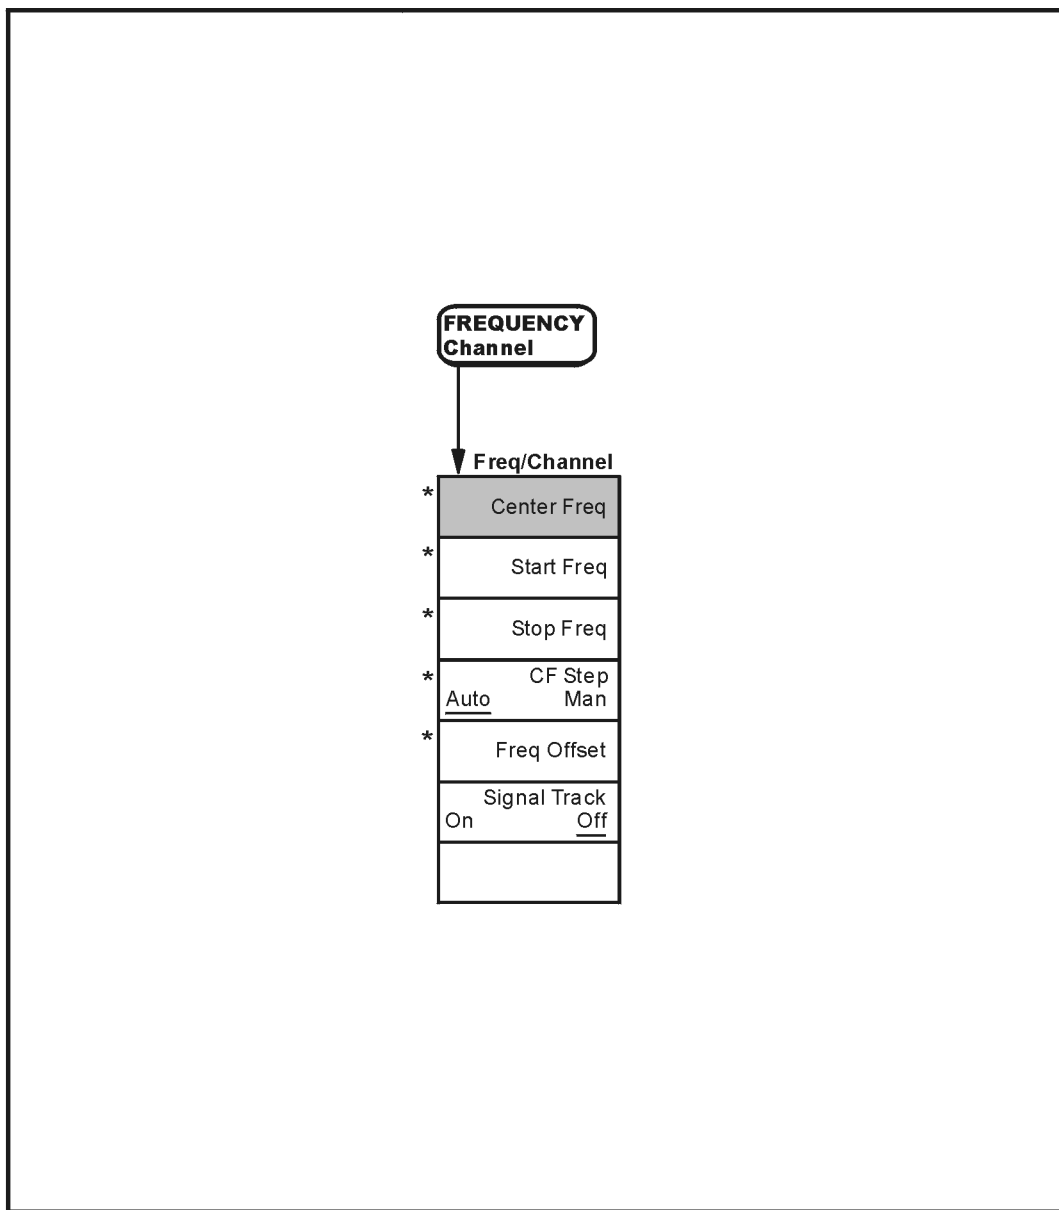 FREQUENCY
Channel
Freq/Channel
* Center Freq
* Start Freq
* Stop Freq
* CF Step
Auto Man
* Freq Offset
Signal Track
On Off